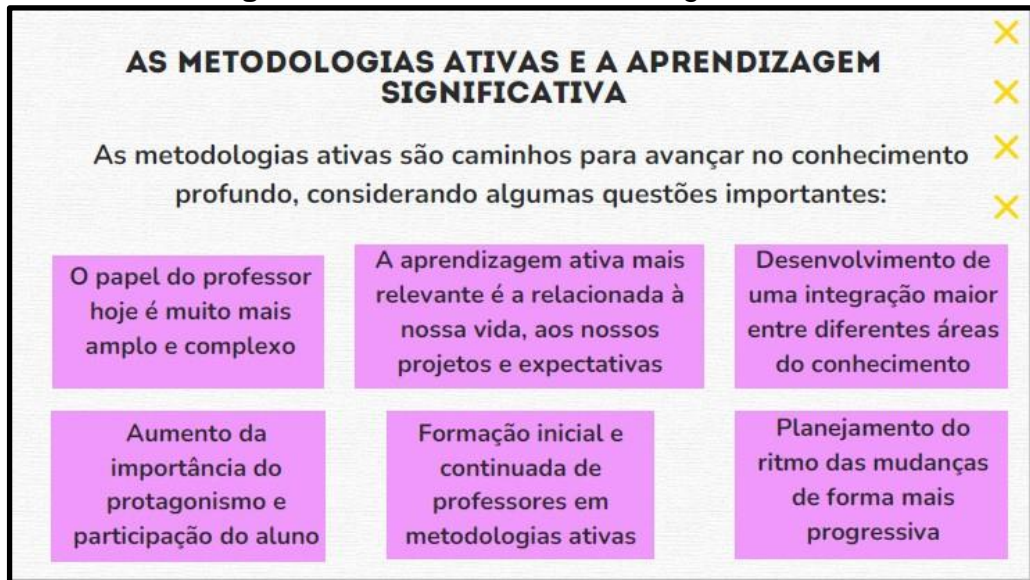 AS METODOLOGIAS ATIVAS E A APRENDIZAGEM
SIGNIFICATIVA
As metodologias ativas são caminhos para avançar no conhecimento
profundo, considerando algumas questões importantes:
O papel do professor
hoje é muito mais
amplo e complexo
A aprendizagem ativa mais
relevante é a relacionada à
nossa vida, aos nossos
projetos e expectativas
Desenvolvimento de
uma integração maior
entre diferentes áreas
do conhecimento
Aumento da
importância do
protagonismo e
participação do aluno
Formação inicial e
continuada de
professores em
metodologias ativas
Planejamento do
ritmo das mudanças
de forma mais
progressiva